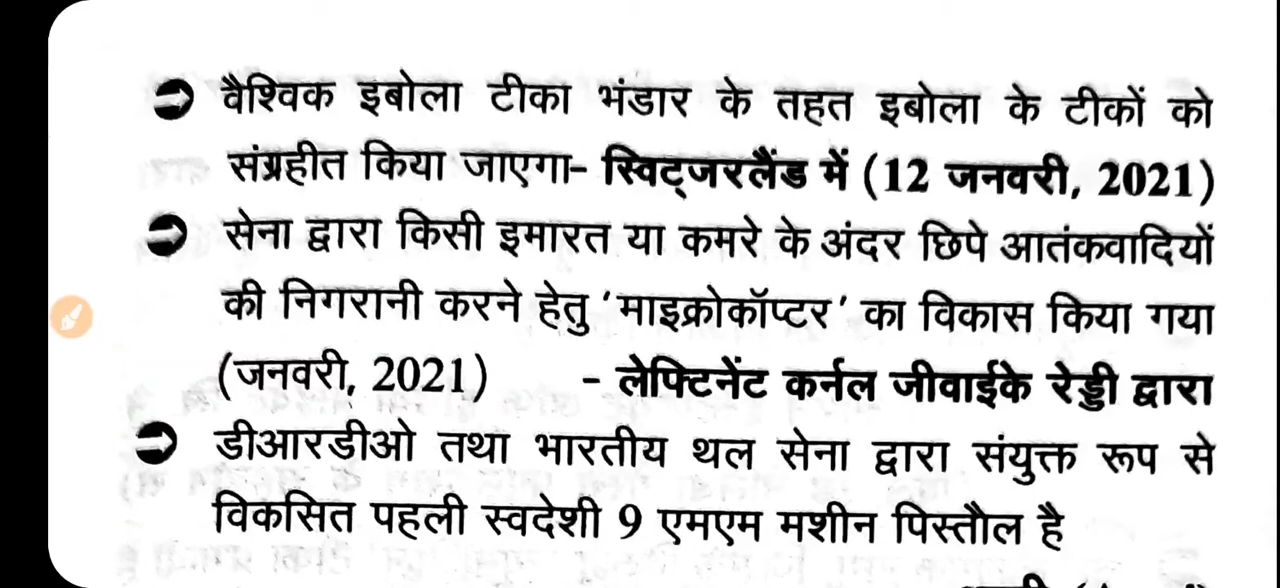 वैश्विक इबोला टीका भंडार के तहत इबोला के टीकों को
संग्रहीत किया जाएगा- स्विट्जरलैंड में (12 जनवरी, 2021)
सेना द्वारा किसी इमारत या कमरे के अंदर छिपे आतंकवादियों
की निगरानी करने हेतु 'माइक्रोकॉप्टर' का विकास किया गया
(जनवरी, 2021) - लेफ्टिनेंट कर्नल जीवाईके रेड्डी द्वारा
डीआरडीओ तथा भारतीय थल सेना द्वारा संयुक्त रूप से
विकसित पहली स्वदेशी 9 एमएम मशीन पिस्तौल है